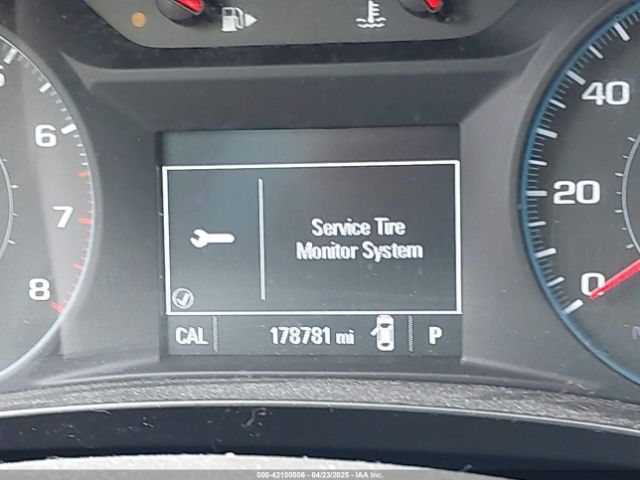 6
7
8
Service Tire
Monitor System
40
20
0
CAL 178781 mi P
000-42100506 - 04/23/2025 - IAA Inc.